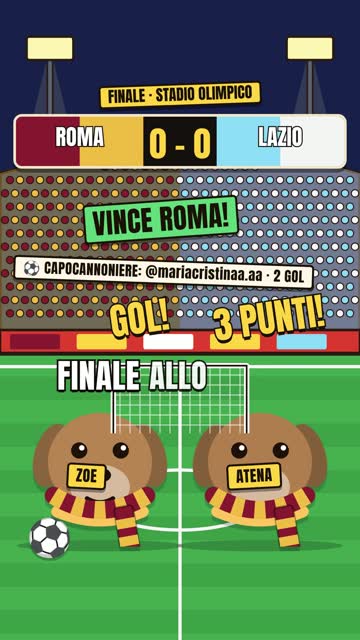 FINALE · STADIO OLIMPICO
ROMA
0 - 0
LAZIO
VINCE ROMA!
CAPOCANNONIERE: @mariacristinaa.aa · 2 GOL
GOL!
3 PUNTI!
FINALE ALLO
ZOE
ATENA